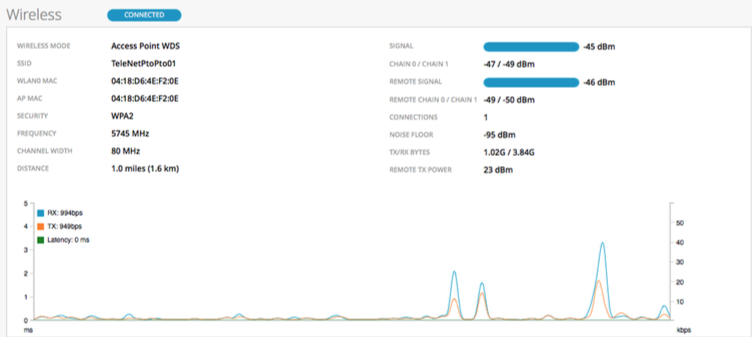 Wireless CONNECTED
WIRELESS MODE Access Point WDS
SSID TeleNetPtoPto01
WLAN0 MAC 04:18:D6:4E:F2:0E
AP MAC 04:18:D6:4E:F2:0E
SECURITY WPA2
FREQUENCY 5745 MHz
CHANNEL WIDTH 80 MHz
DISTANCE 1.0 miles (1.6 km)
SIGNAL -45 dBm
CHAIN 0 / CHAIN 1 -47 / -49 dBm
REMOTE SIGNAL -46 dBm
REMOTE CHAIN 0 / CHAIN 1 -49 / -50 dBm
CONNECTIONS 1
NOISE FLOOR -95 dBm
TX/RX BYTES 1.02G / 3.84G
REMOTE TX POWER 23 dBm
5
RX: 994bps
4 TX: 949bps 50
Latency: 0 ms
3 40
30
2 20
1 10
0
ms kbps